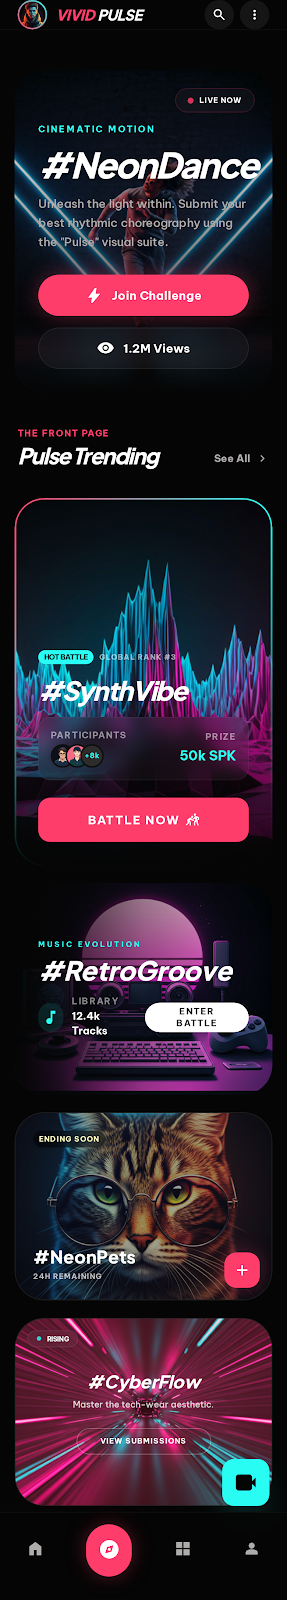 VIVID PULSE
LIVE NOW
CINEMATIC MOTION
#NeonDance
Unleash the light within. Submit your
best rhythmic choreography using
the "Pulse" visual suite.
Join Challenge
1.2M Views
THE FRONT PAGE
Pulse Trending
See All
HOT BATTLE
GLOBAL RANK #3
#SynthVibe
PARTICIPANTS
PRIZE
+8k
50k SPK
BATTLE NOW
MUSIC EVOLUTION
#RetroGroove
LIBRARY
12.4k
Tracks
ENTER
BATTLE
ENDING SOON
#NeonPets
24H REMAINING
RISING
#CyberFlow
Master the tech-wear aesthetic.
VIEW SUBMISSIONS